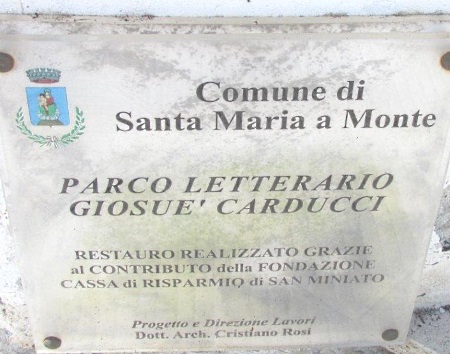 Comune di
Santa Maria a Monte
PARCO LETTERARIO
GIOSUE' CARDUCCI
RESTAURO REALIZZATO GRAZIE
al CONTRIBUTO della FONDAZIONE
CASSA di RISPARMIO di SAN MINIATO
Progetto e Direzione Lavori
Dott. Arch. Cristiano Rosi